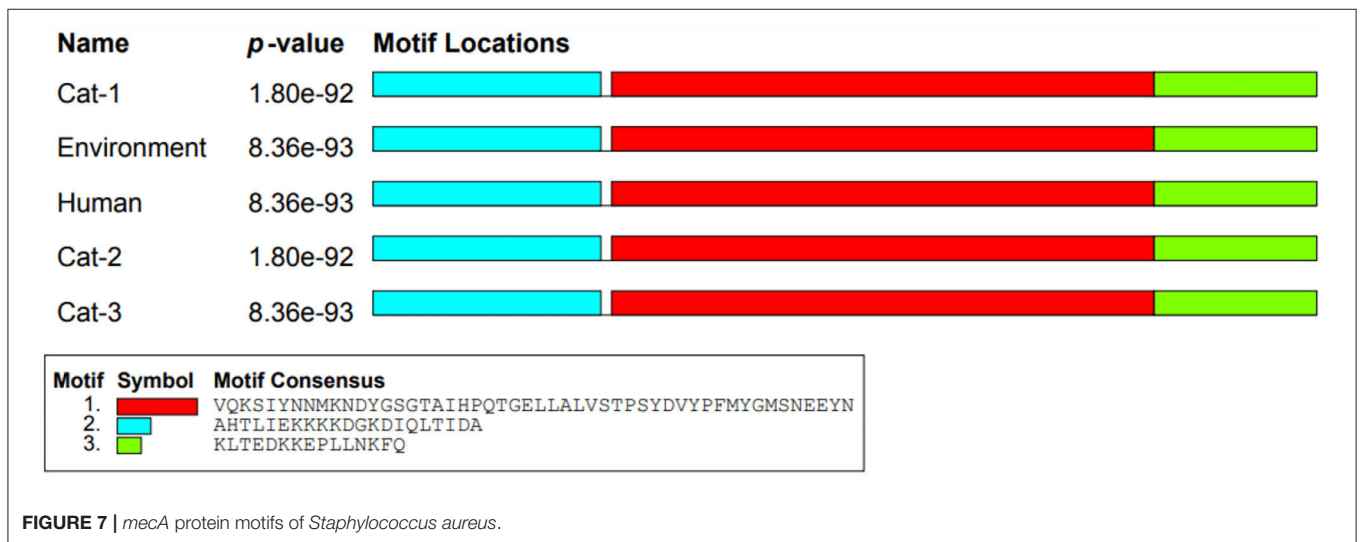 Name p-value Motif Locations
Cat-1 1.80e-92
Environment 8.36e-93
Human 8.36e-93
Cat-2 1.80e-92
Cat-3 8.36e-93
Motif Symbol Motif Consensus
1. VQKSIYNNMKNDYGSGTAIHPQTGELLALVSTPSYDVYPFMYGMSNEEYN
2. AHTLIEKKKKDGKDIQLTIDA
3. KLTEDKKEPLLNKFQ
FIGURE 7 | mecA protein motifs of Staphylococcus aureus.